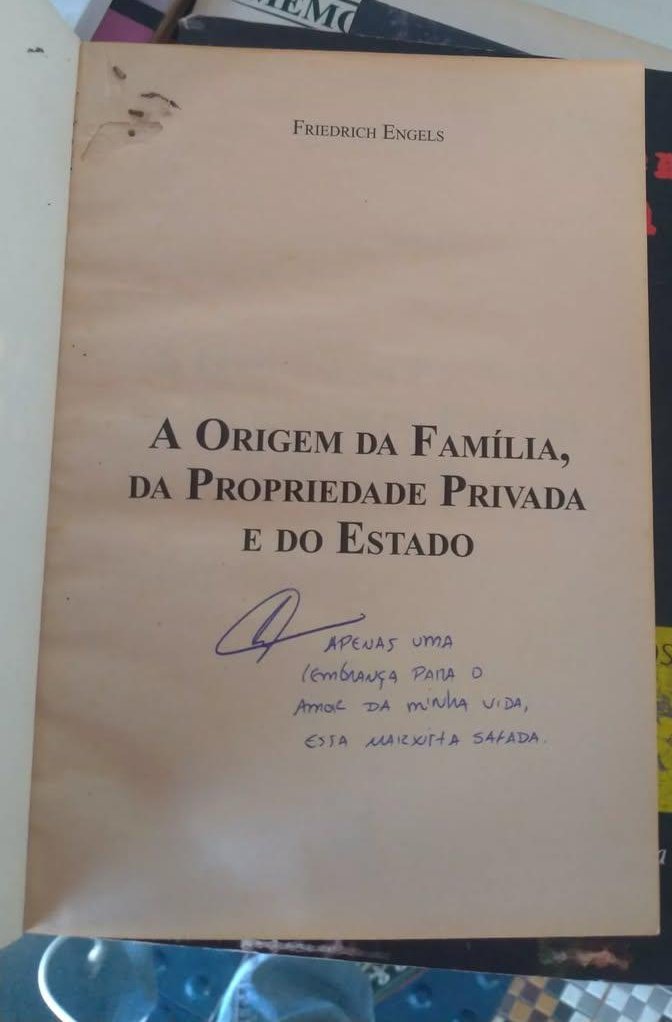 MEMO
FRIEDRICH ENGELS
A ORIGEM DA FAMÍLIA,
DA PROPRIEDADE PRIVADA
E DO ESTADO
APENAS UMA
LEMBRANÇA PARA O
AMOR DA MINHA VIDA,
ESSA MARXISTA SAFADA.